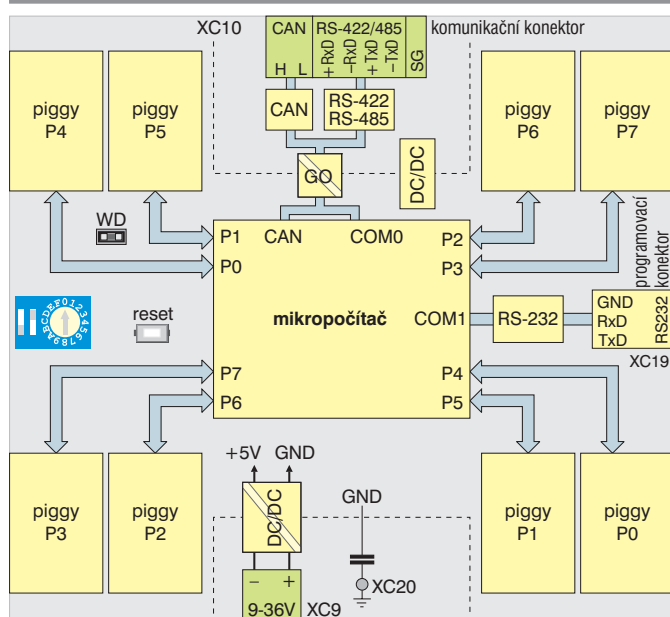 XC10
CAN RS-422/485
komunikační konektor
H L +RxD -RxD +TxD -TxD SG
piggy
P4
piggy
P5
CAN
RS-422
RS-485
piggy
P6
piggy
P7
GO
DC/DC
WD
P1 CAN COM0 P2
P0 P3
programovací
konektor
0123456789ABCDEF
reset
mikropočítač
COM1
RS-232
GND
RxD
TxD
RS232
XC19
P7 P4
P6 P5
+5V GND
piggy
P3
piggy
P2
DC/DC
GND
piggy
P1
piggy
P0
- +
9-36V
XC9
XC20